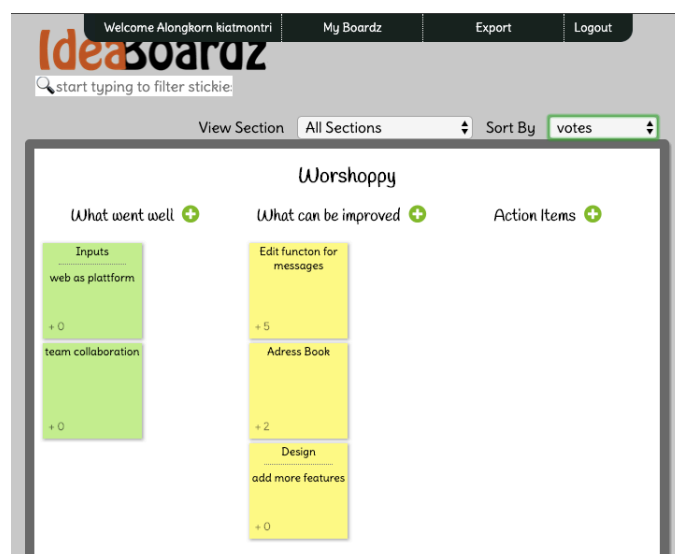 Welcome Alongkorn kiatmontri
My Boardz
Export
Logout
IdeaBoardz
start typing to filter stickie
View Section
All Sections
Sort By
votes
Worshoppy
What went well
What can be improved
Action Items
Inputs
web as plattform
+ 0
team collaboration
+ 0
Edit functon for
messages
+ 5
Adress Book
+ 2
Design
add more features
+ 0